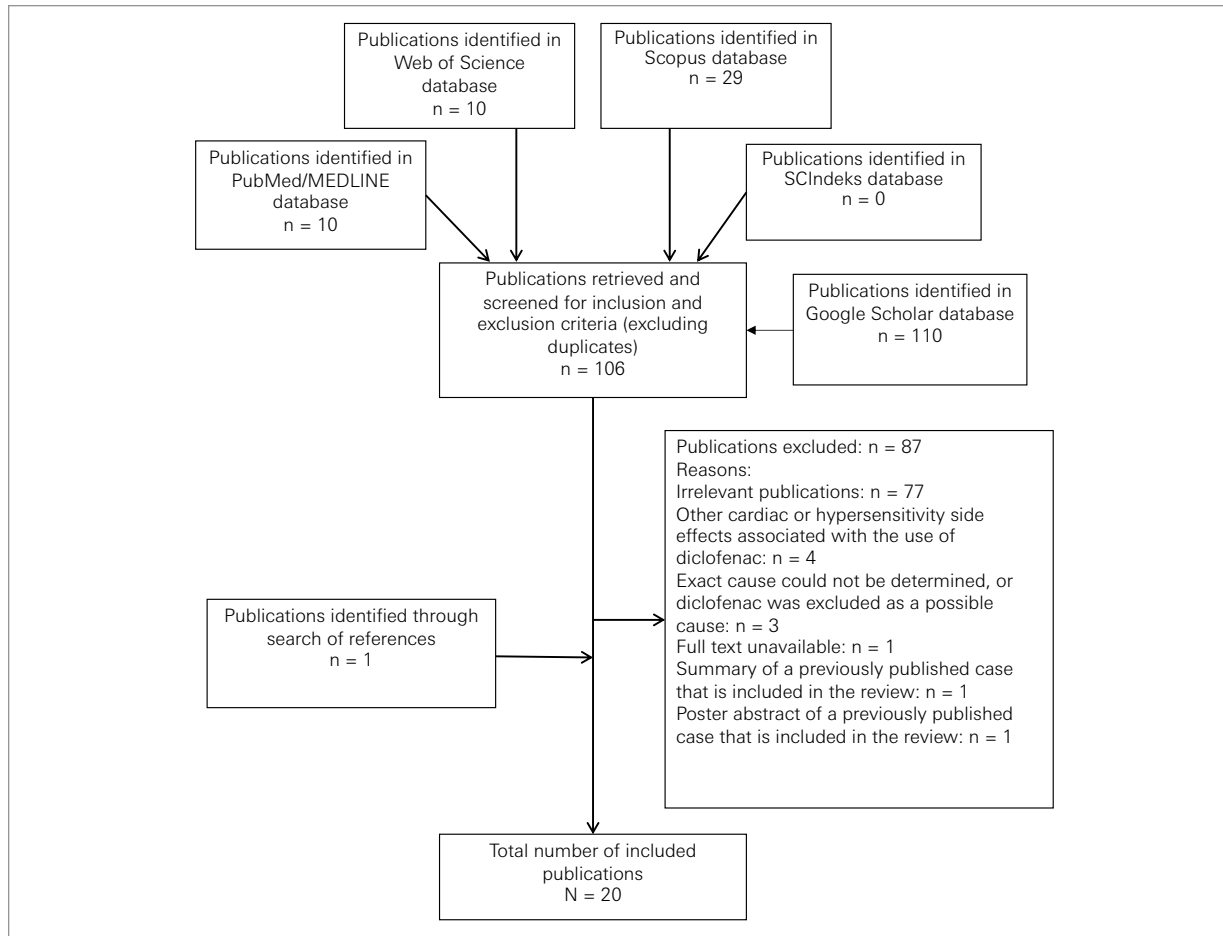 Publications identified in
Web of Science
database
n = 10
Publications identified in
Scopus database
n = 29
Publications identified in
PubMed/MEDLINE
database
n = 10
Publications identified in
SCIndeks database
n = 0
Publications retrieved and
screened for inclusion and
exclusion criteria (excluding
duplicates)
n = 106
Publications identified in
Google Scholar database
n = 110
Publications excluded: n = 87
Reasons:
Irrelevant publications: n = 77
Other cardiac or hypersensitivity side
effects associated with the use of
diclofenac: n = 4
Exact cause could not be determined, or
diclofenac was excluded as a possible
cause: n = 3
Full text unavailable: n = 1
Summary of a previously published case
that is included in the review: n = 1
Poster abstract of a previously published
case that is included in the review: n = 1
Publications identified through
search of references
n = 1
Total number of included
publications
N = 20